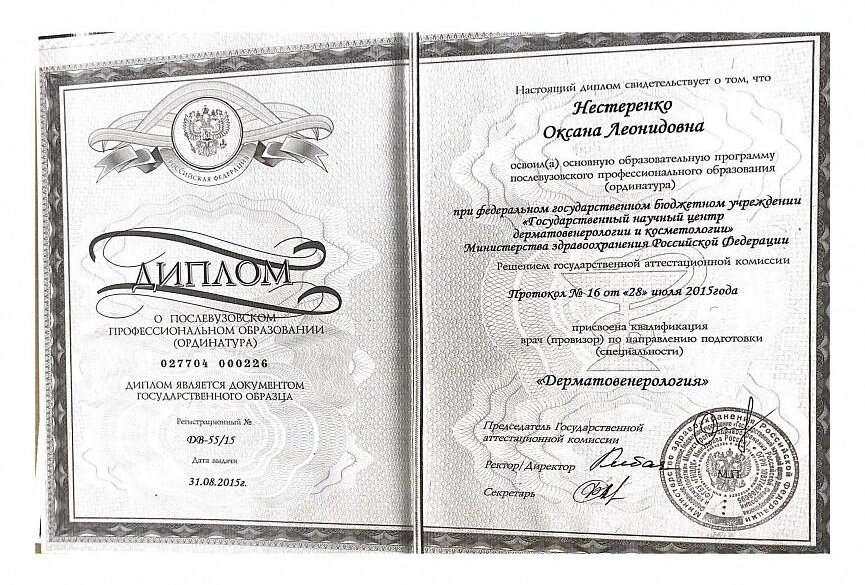 РОССИЙСКАЯ ФЕДЕРАЦИЯ
ДИПЛОМ
О ПОСЛЕВУЗОВСКОМ
ПРОФЕССИОНАЛЬНОМ ОБРАЗОВАНИИ
(ОРДИНАТУРА)
027704 000226
ДИПЛОМ ЯВЛЯЕТСЯ ДОКУМЕНТОМ
ГОСУДАРСТВЕННОГО ОБРАЗЦА
Регистрационный №
ДВ-55/15
Дата выдачи
31.08.2015г.
Настоящий диплом свидетельствует о том, что
Нестеренко
Оксана Леонидовна
освоил(а) основную образовательную программу
послевузовского профессионального образования
(ординатура)
при федеральном государственном бюджетном учреждении
«Государственный научный центр
дерматовенерологии и косметологии»
Министерства здравоохранения Российской Федерации
Решением государственной аттестационной комиссии
Протокол № 16 от «28» июля 2015года
присвоена квалификация
врач (провизор) по направлению подготовки
(специальности)
«Дерматовенерология»
Председатель Государственной
аттестационной комиссии
Ректор/Директор
Секретарь
М.П.
Министерство здравоохранения Российской Федерации